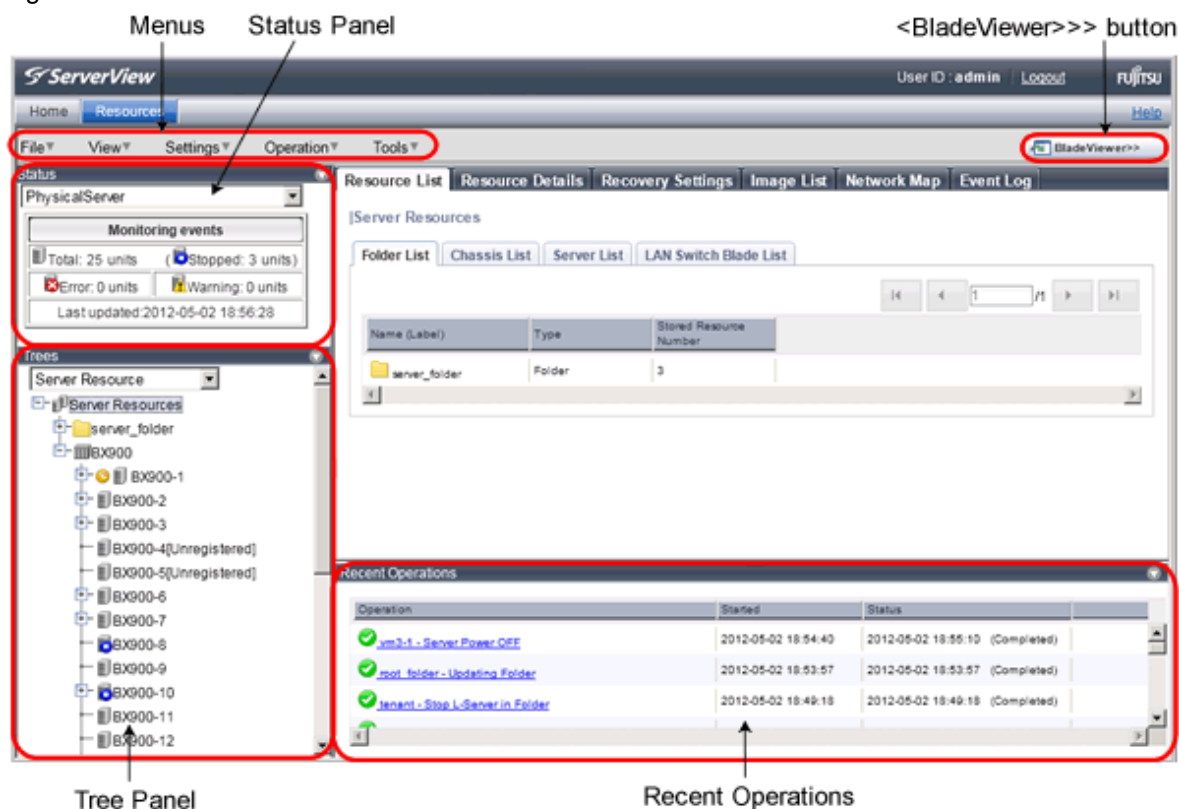 Menus Status Panel <BladeViewer>>> button
ServerView User ID : admin Logout FUJITSU
Home Resources Help
File View Settings Operation Tools BladeViewer>>
Status
PhysicalServer
Monitoring events
Total: 25 units (Stopped: 3 units)
Error: 0 units Warning: 0 units
Last updated:2012-05-02 18:56:28
Resource List Resource Details Recovery Settings Image List Network Map Event Log
Server Resources
Folder List Chassis List Server List LAN Switch Blade List
1 /1
Name (Label) Type Stored Resource Number
server_folder Folder 3
Trees
Server Resource
Server Resources
server_folder
BX900
BX900-1
BX900-2
BX900-3
BX900-4[Unregistered]
BX900-5[Unregistered]
BX900-6
BX900-7
BX900-8
BX900-9
BX900-10
BX900-11
BX900-12
Recent Operations
Operation Started Status
vm3-1 - Server Power OFF 2012-05-02 18:54:40 2012-05-02 18:55:10 (Completed)
root_folder - Updating Folder 2012-05-02 18:53:57 2012-05-02 18:53:57 (Completed)
tenant - Stop L-Server in Folder 2012-05-02 18:49:18 2012-05-02 18:49:18 (Completed)
Tree Panel Recent Operations